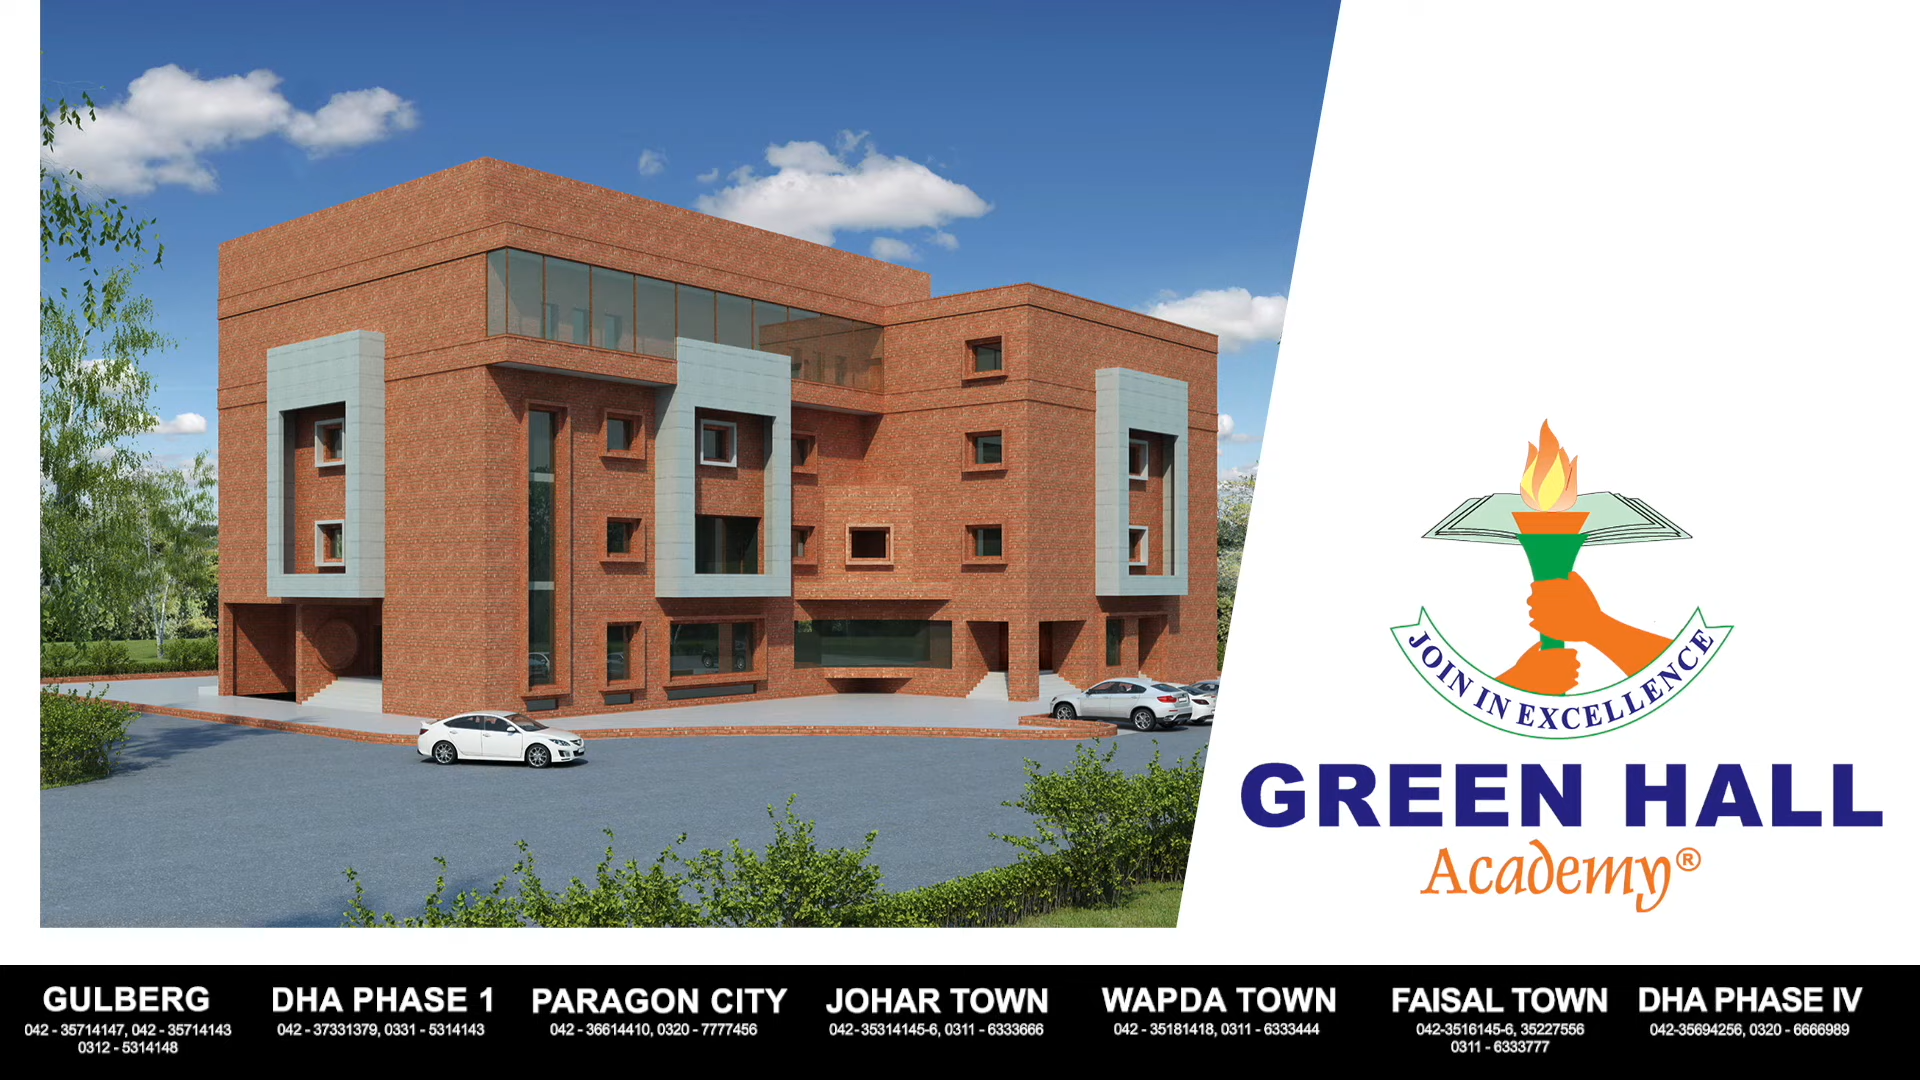 JOIN IN EXCELLENCE
GREEN HALL
Academy®
GULBERG
042 - 35714147, 042 - 35714143
0312 - 5314148
DHA PHASE 1
042 - 37331379, 0331 - 5314143
PARAGON CITY
042 - 36614410, 0320 - 7777456
JOHAR TOWN
042-35314145-6, 0311 - 6333666
WAPDA TOWN
042 - 35181418, 0311 - 6333444
FAISAL TOWN
042-3516145-6, 35227556
0311 - 6333777
DHA PHASE IV
042-35694256, 0320 - 6666989